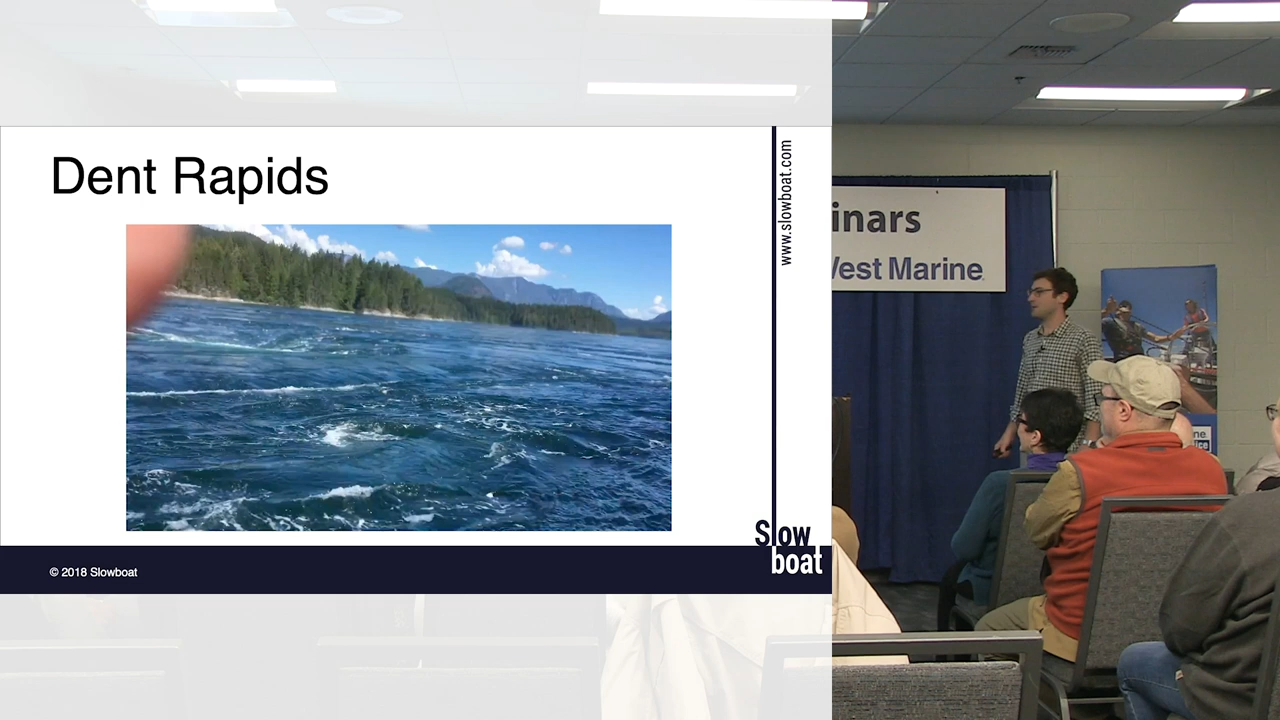 Dent Rapids
www.slowboat.com
inars
West Marine
Slow
boat
© 2018 Slowboat